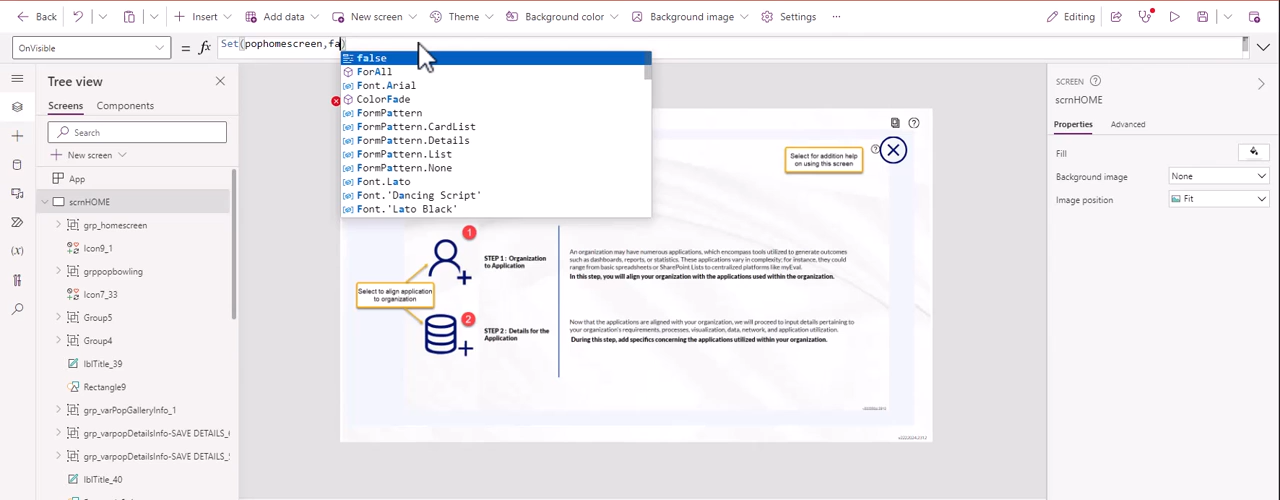 Back
Insert
Add data
New screen
Theme
Background color
Background image
Settings
Editing
OnVisible
= fx Set(pophomescreen,fa)
false
ForAll
Font.Arial
ColorFade
FormPattern
FormPattern.CardList
FormPattern.Details
FormPattern.List
FormPattern.None
Font.Lato
Font.'Dancing Script'
Font.'Lato Black'
Tree view
Screens
Components
Search
New screen
App
scrnHOME
grp_homescreen
Icon9_1
grppopbowling
Icon7_33
Group5
Group4
lblTitle_39
Rectangle9
grp_varPopGalleryInfo_1
grp_varpopDetailsInfo-SAVE DETAILS_
grp_varpopDetailsInfo-SAVE DETAILS_
lblTitle_40
Select for addition help
on using this screen
1
STEP 1 : Organization
to Application
An organization may have numerous applications, which encompass tools utilized to generate outcomes
such as dashboards, reports, or statistics. These applications vary in complexity; for instance, they could
range from basic spreadsheets or SharePoint Lists to centralized platforms like myEval.
In this step, you will align your organization with the applications used within the organization.
Select to align application
to organization
2
STEP 2 : Details for the
Application
Now that the applications are aligned with your organization, we will proceed to input details pertaining to
your organization's requirements, processes, visualization, data, network, and application utilization.
During this step, add specifics concerning the applications utilized within your organization.
SCREEN
scrnHOME
Properties
Advanced
Fill
Background image
None
Image position
Fit